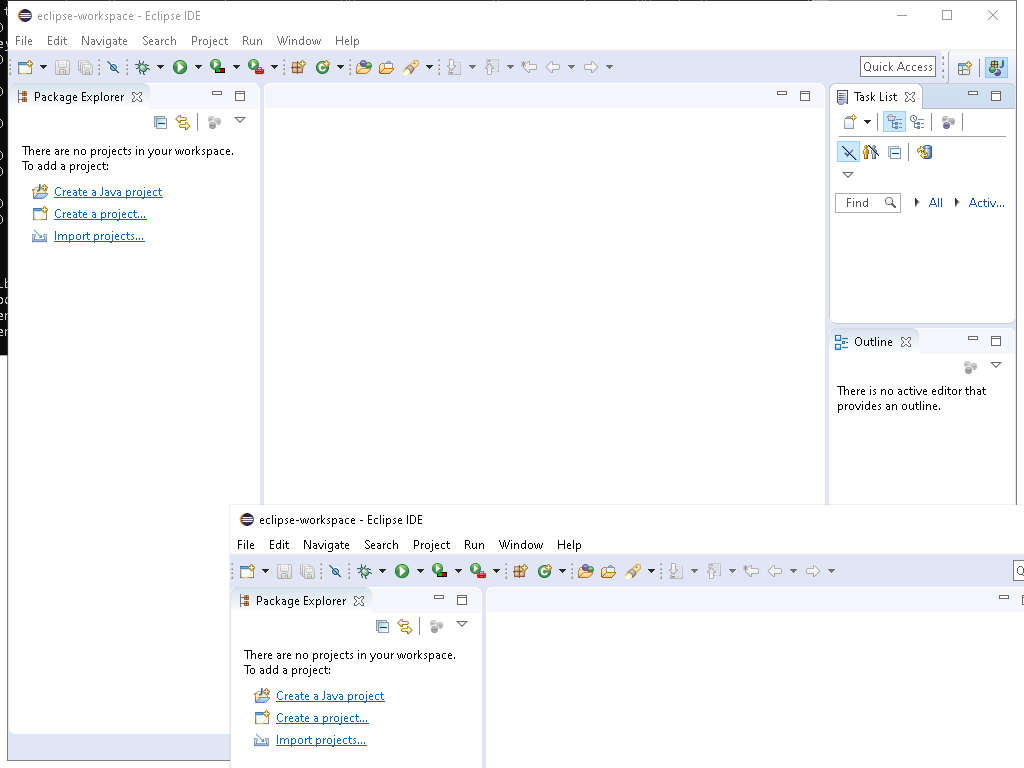 eclipse-workspace - Eclipse IDE
File Edit Navigate Search Project Run Window Help
Quick Access
Package Explorer
Task List
There are no projects in your workspace.
To add a project:
Create a Java project
Create a project...
Import projects...
Find All Activ...
Outline
There is no active editor that
provides an outline.
eclipse-workspace - Eclipse IDE
File Edit Navigate Search Project Run Window Help
Q
Package Explorer
There are no projects in your workspace.
To add a project:
Create a Java project
Create a project...
Import projects...